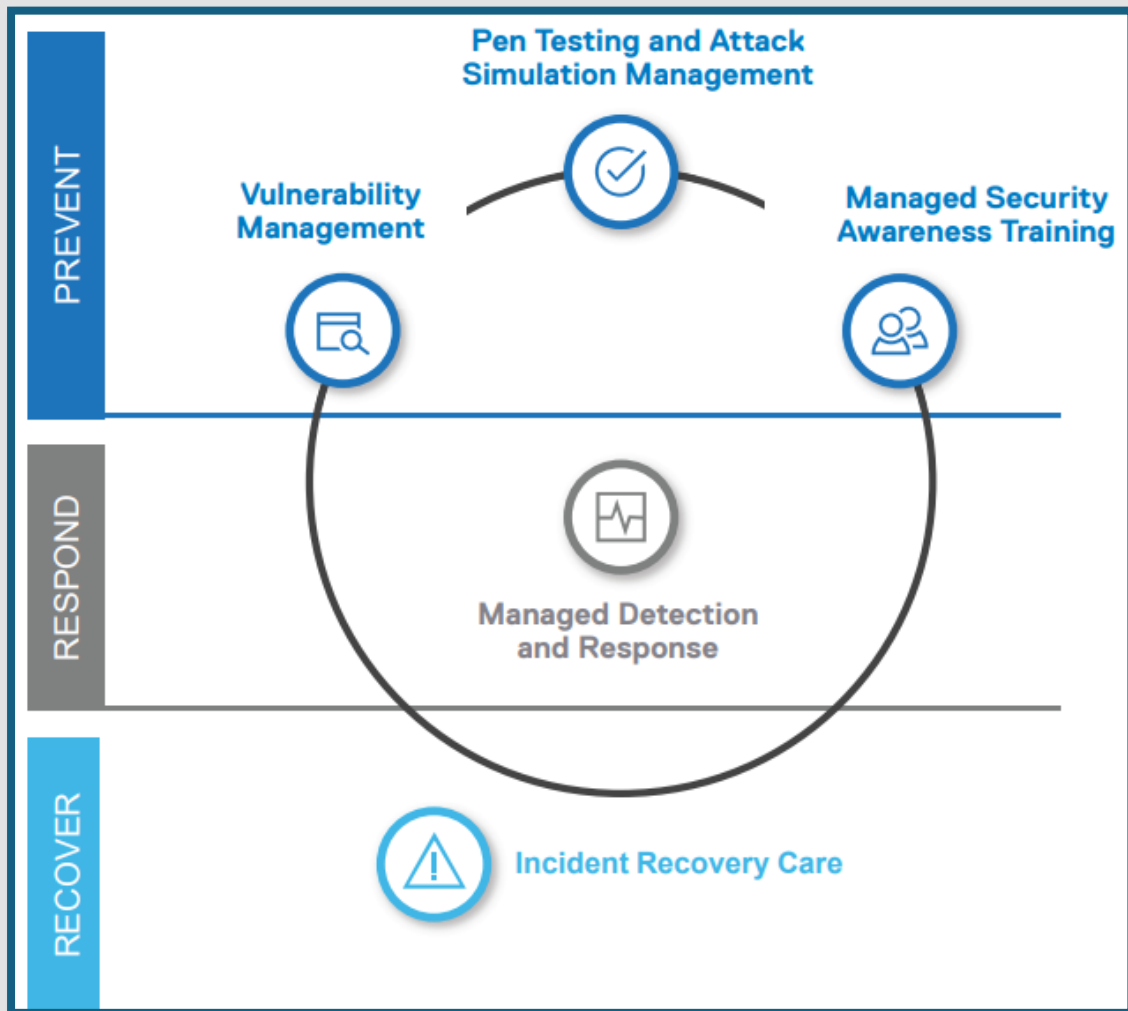 PREVENT
Pen Testing and Attack
Simulation Management
Vulnerability
Management
Managed Security
Awareness Training
RESPOND
Managed Detection
and Response
RECOVER
Incident Recovery Care